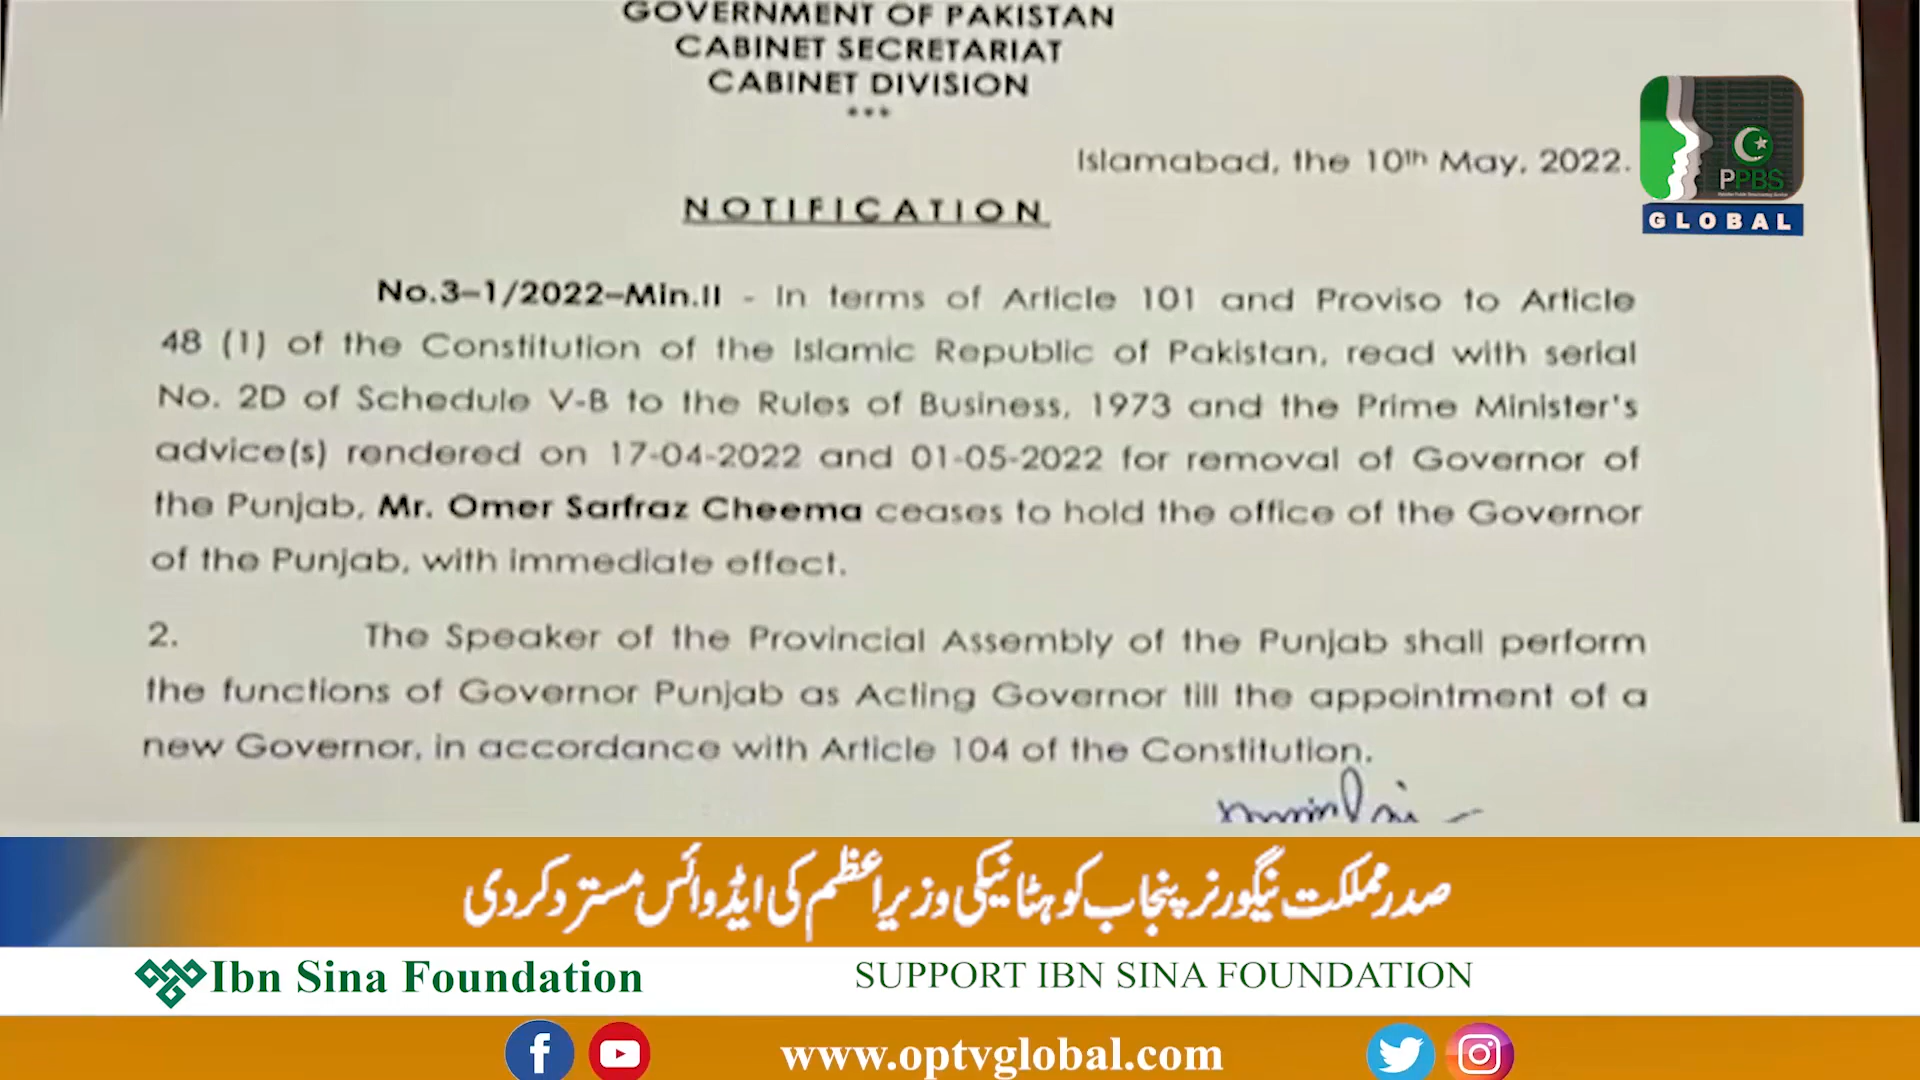 GOVERNMENT OF PAKISTAN
CABINET SECRETARIAT
CABINET DIVISION
***
Islamabad, the 10th May, 2022.
NOTIFICATION
PPBS
GLOBAL
No.3–1/2022–Min.II - In terms of Article 101 and Proviso to Article
48 (1) of the Constitution of the Islamic Republic of Pakistan, read with serial
No. 2D of Schedule V-B to the Rules of Business, 1973 and the Prime Minister's
advice(s) rendered on 17-04-2022 and 01-05-2022 for removal of Governor of
the Punjab, Mr. Omer Sarfraz Cheema ceases to hold the office of the Governor
of the Punjab, with immediate effect.
2. The Speaker of the Provincial Assembly of the Punjab shall perform
the functions of Governor Punjab as Acting Governor till the appointment of a
new Governor, in accordance with Article 104 of the Constitution.
صدر مملکت نیگورنر پنجاب کو ہٹانیکی وزیراعظم کی ایڈوائس مسترد کردی
Ibn Sina Foundation
SUPPORT IBN SINA FOUNDATION
www.optvglobal.com